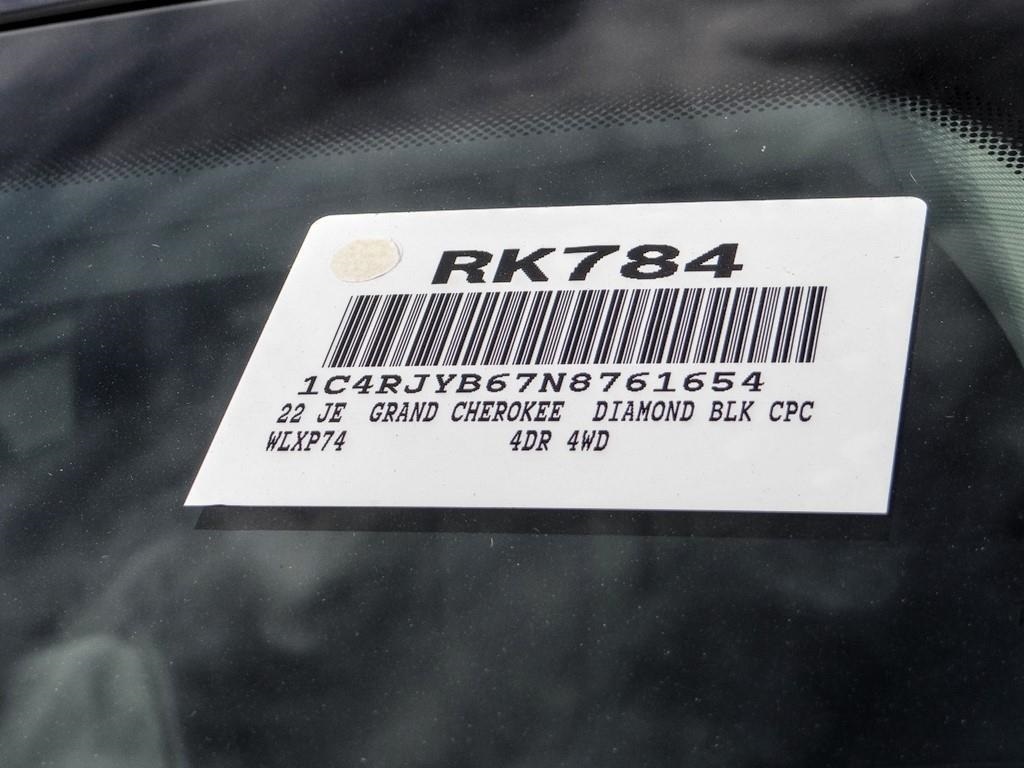 RK784
1C4RJYB67N8761654
22 JE GRAND CHEROKEE DIAMOND BLK CPC
WLXP74 4DR 4WD